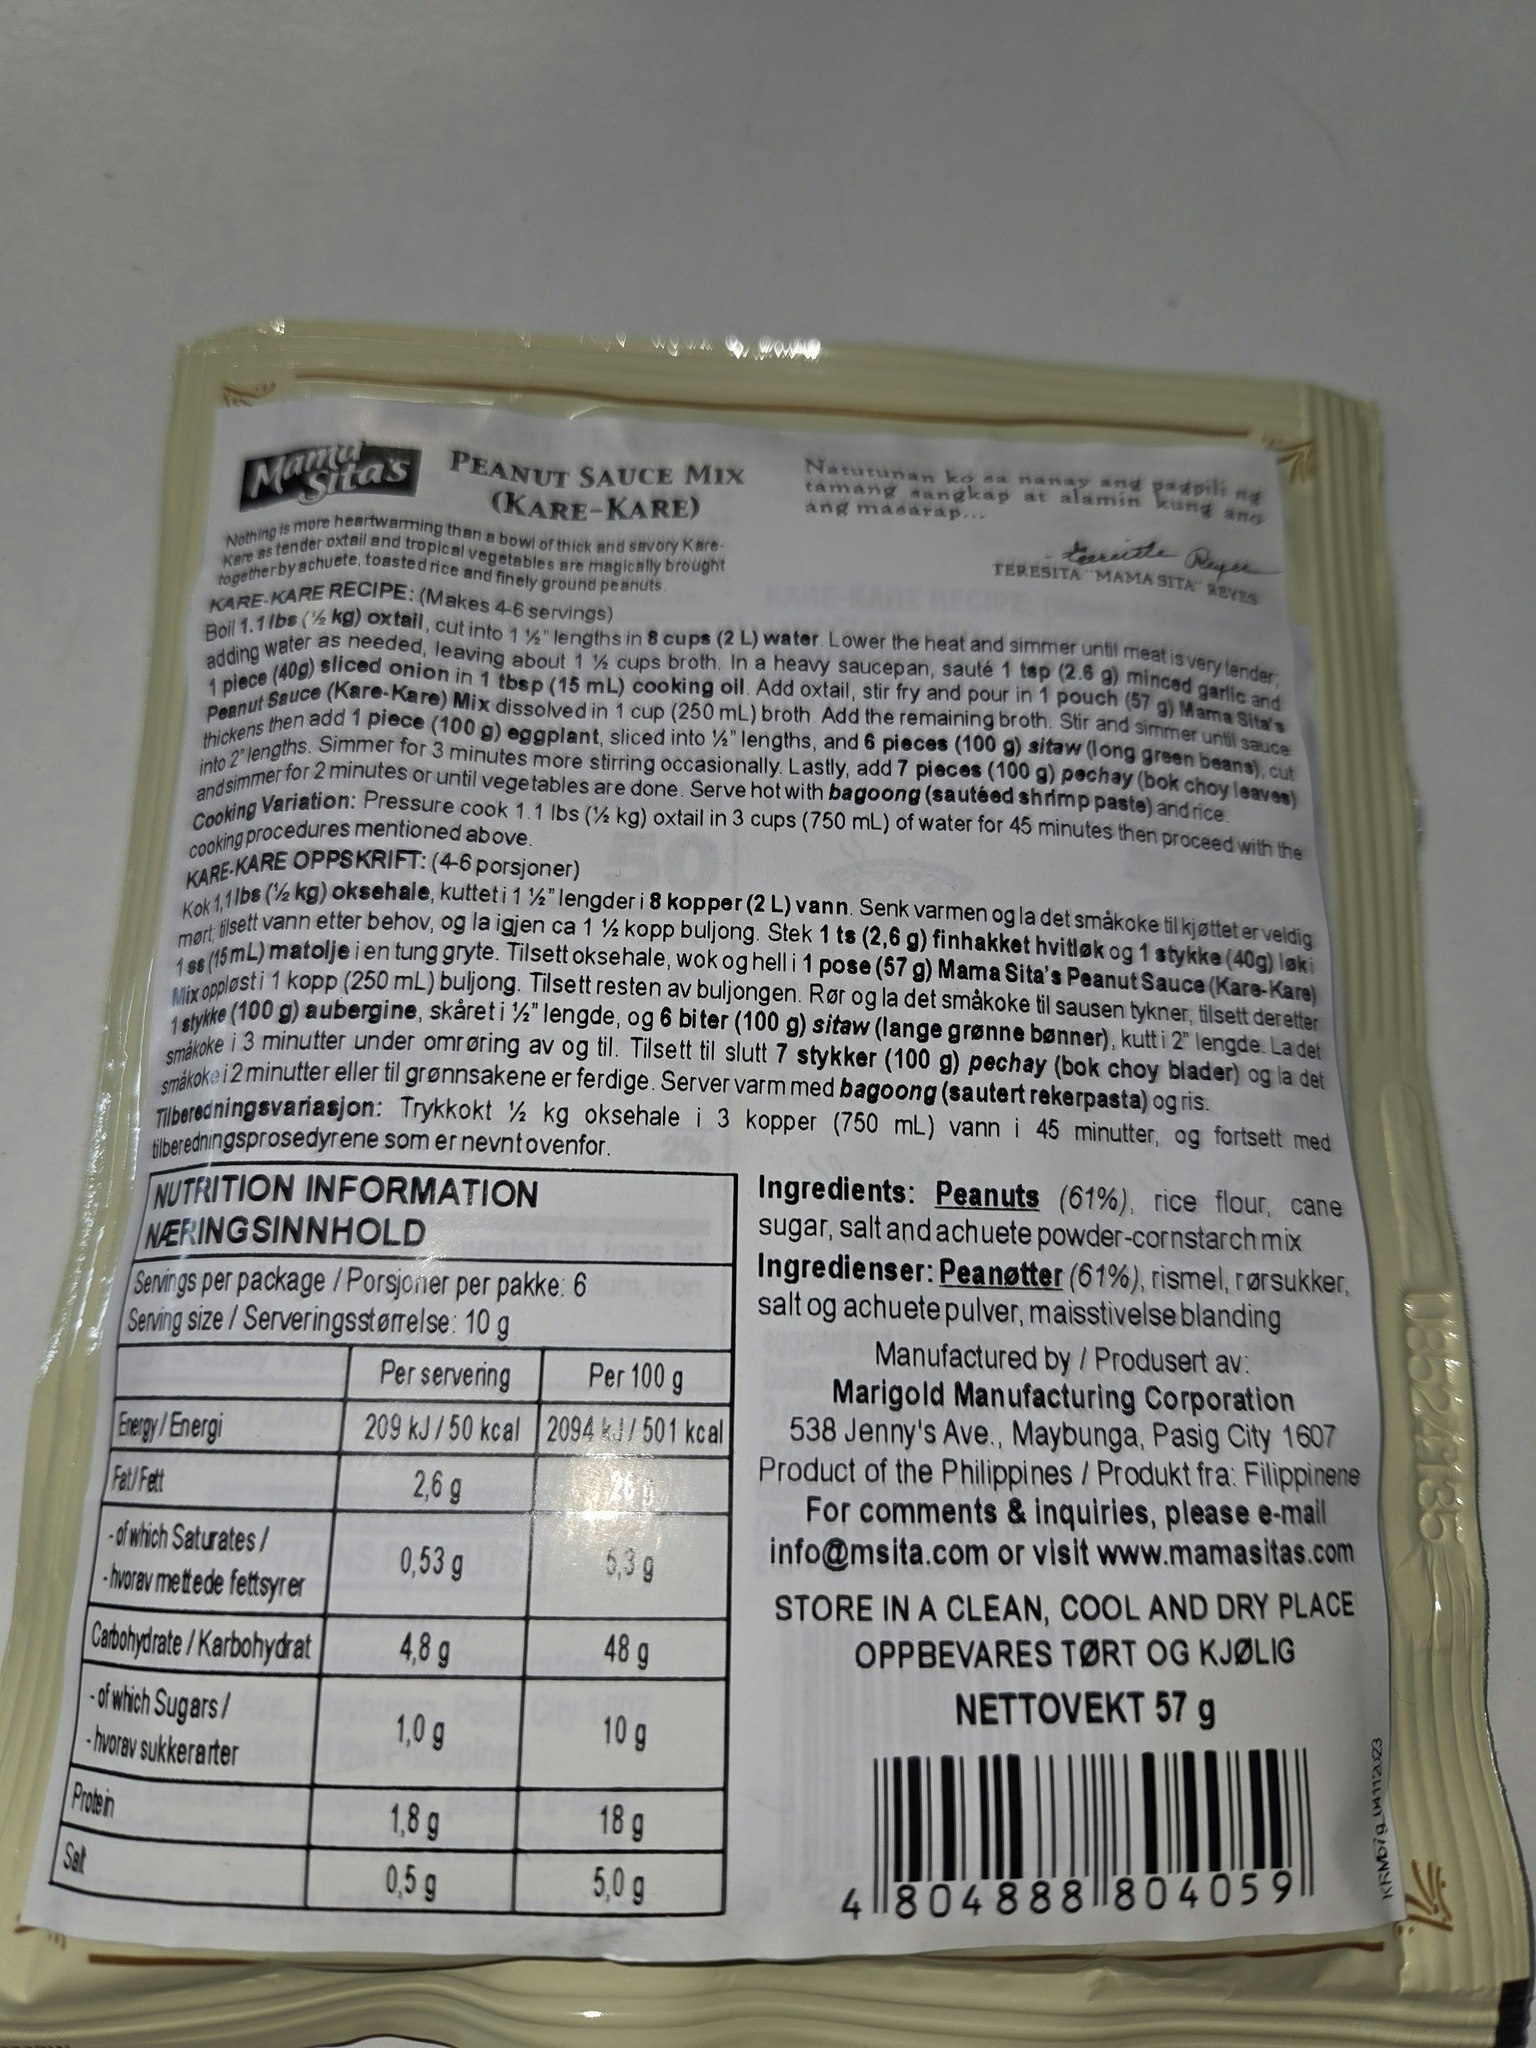 Mama Sita's
PEANUT SAUCE MIX
(KARE-KARE)
Natutunan ko sa nanay ang pagpili ng
tamang sangkap at alamin kung ano
ang masarap...
Teresita Reyes
TERESITA "MAMA SITA" REYES
Nothing is more heartwarming than a bowl of thick and savory Kare-
Kare as tender oxtail and tropical vegetables are magically brought
together by achuete, toasted rice and finely ground peanuts.
KARE-KARE RECIPE: (Makes 4-6 servings)
Boil 1.1 lbs (½ kg) oxtail, cut into 1 ½" lengths in 8 cups (2 L) water. Lower the heat and simmer until meat is very tender,
adding water as needed, leaving about 1 ½ cups broth. In a heavy saucepan, sauté 1 tsp (2.6 g) minced garlic and
1 piece (40g) sliced onion in 1 tbsp (15 mL) cooking oil. Add oxtail, stir fry and pour in 1 pouch (57 g) Mama Sita's
Peanut Sauce (Kare-Kare) Mix dissolved in 1 cup (250 mL) broth. Add the remaining broth. Stir and simmer until sauce
thickens then add 1 piece (100 g) eggplant, sliced into ½" lengths, and 6 pieces (100 g) sitaw (long green beans), cut
into 2" lengths. Simmer for 3 minutes more stirring occasionally. Lastly, add 7 pieces (100 g) pechay (bok choy leaves)
and simmer for 2 minutes or until vegetables are done. Serve hot with bagoong (sautéed shrimp paste) and rice.
Cooking Variation: Pressure cook 1.1 lbs (½ kg) oxtail in 3 cups (750 mL) of water for 45 minutes then proceed with the
cooking procedures mentioned above.
KARE-KARE OPPSKRIFT: (4-6 porsjoner)
Kok 1,1 lbs (½ kg) oksehale, kuttet i 1 ½" lengder i 8 kopper (2 L) vann. Senk varmen og la det småkoke til kjøttet er veldig
mørt, tilsett vann etter behov, og la igjen ca 1 ½ kopp buljong. Stek 1 ts (2,6 g) finhakket hvitløk og 1 stykke (40g) løk i
1 ss (15 mL) matolje i en tung gryte. Tilsett oksehale, wok og hell i 1 pose (57 g) Mama Sita's Peanut Sauce (Kare-Kare)
Mix oppløst i 1 kopp (250 mL) buljong. Tilsett resten av buljongen. Rør og la det småkoke til sausen tykner, tilsett deretter
1 stykke (100 g) aubergine, skåret i ½" lengde, og 6 biter (100 g) sitaw (lange grønne bønner), kutt i 2" lengde. La det
småkoke i 3 minutter under omrøring av og til. Tilsett til slutt 7 stykker (100 g) pechay (bok choy blader) og la det
småkoke i 2 minutter eller til grønnsakene er ferdige. Server varm med bagoong (sautert rekerpasta) og ris.
Tilberedningsvariasjon: Trykkokt ½ kg oksehale i 3 kopper (750 mL) vann i 45 minutter, og fortsett med
tilberedningsprosedyrene som er nevnt ovenfor.
NUTRITION INFORMATION
NÆRINGSINNHOLD
Servings per package / Porsjoner per pakke: 6
Serving size / Serveringsstørrelse: 10 g
Per servering Per 100 g
Energy / Energi 209 kJ / 50 kcal 2094 kJ / 501 kcal
Fat / Fett 2,6 g 26 g
- of which Saturates /
- hvorav mettede fettsyrer 0,53 g 5,3 g
Carbohydrate / Karbohydrat 4,8 g 48 g
- of which Sugars /
- hvorav sukkerarter 1,0 g 10 g
Protein 1,8 g 18 g
Salt 0,5 g 5,0 g
Ingredients: Peanuts (61%), rice flour, cane
sugar, salt and achuete powder-cornstarch mix
Ingredienser: Peanøtter (61%), rismel, rørsukker,
salt og achuete pulver, maisstivelse blanding
Manufactured by / Produsert av:
Marigold Manufacturing Corporation
538 Jenny's Ave., Maybunga, Pasig City 1607
Product of the Philippines / Produkt fra: Filippinene
For comments & inquiries, please e-mail
info@msita.com or visit www.mamasitas.com
STORE IN A CLEAN, COOL AND DRY PLACE
OPPBEVARES TØRT OG KJØLIG
NETTOVEKT 57 g
4 804888 804059
KRM57g_04112023
U8524135